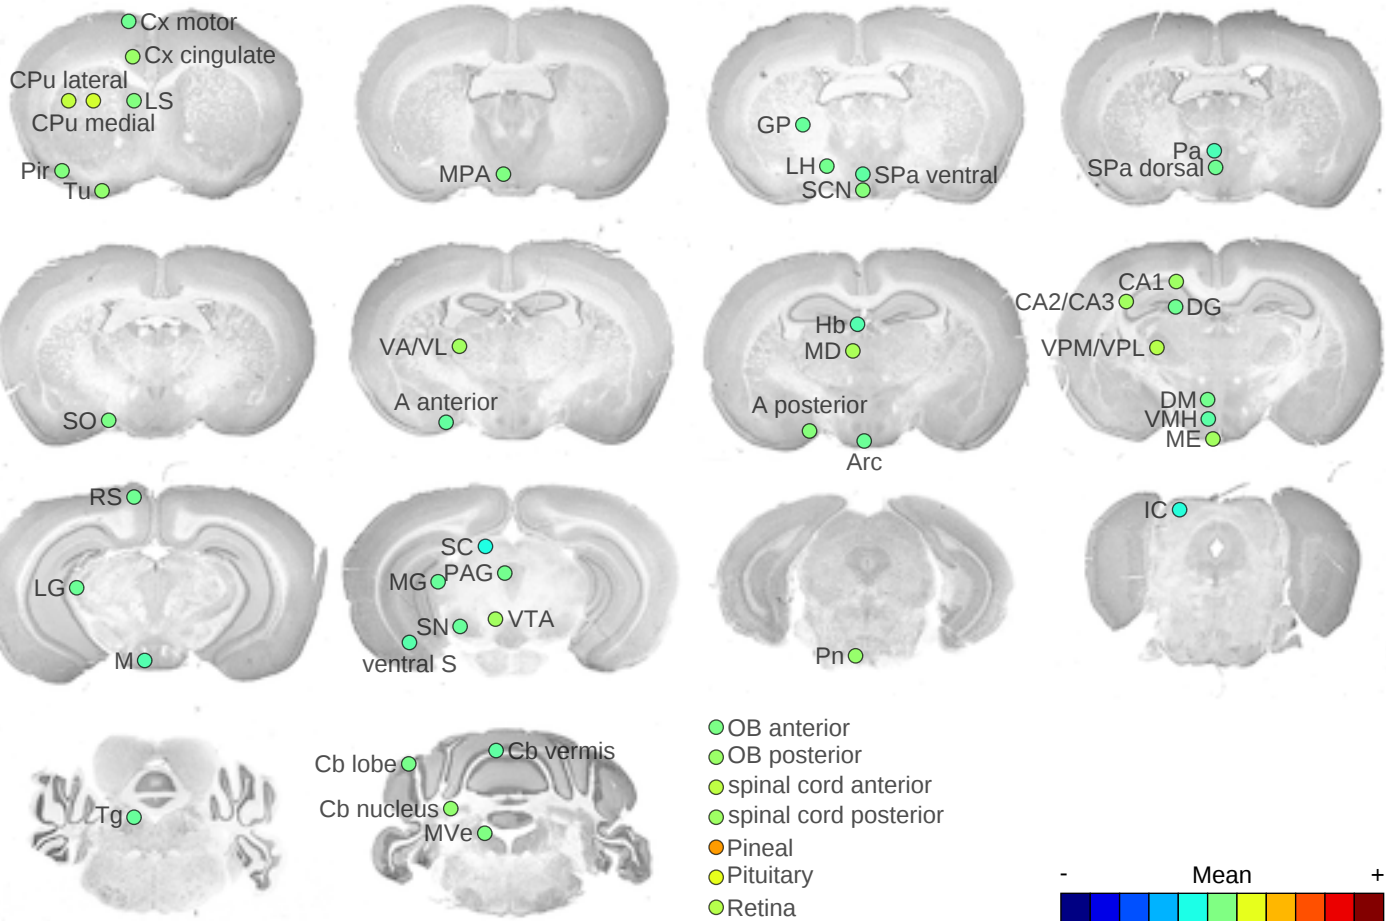 Cx motor
Cx cingulate
CPu lateral
LS
CPu medial
Pir
Tu
MPA
GP
LH
SPa ventral
SCN
Pa
SPa dorsal
SO
VA/VL
A anterior
Hb
MD
A posterior
Arc
CA1
CA2/CA3
DG
VPM/VPL
DM
VMH
ME
RS
LG
M
SC
PAG
MG
VTA
SN
ventral S
Pn
IC
Tg
Cb vermis
Cb lobe
Cb nucleus
MVe
OB anterior
OB posterior
spinal cord anterior
spinal cord posterior
Pineal
Pituitary
Retina
- Mean +